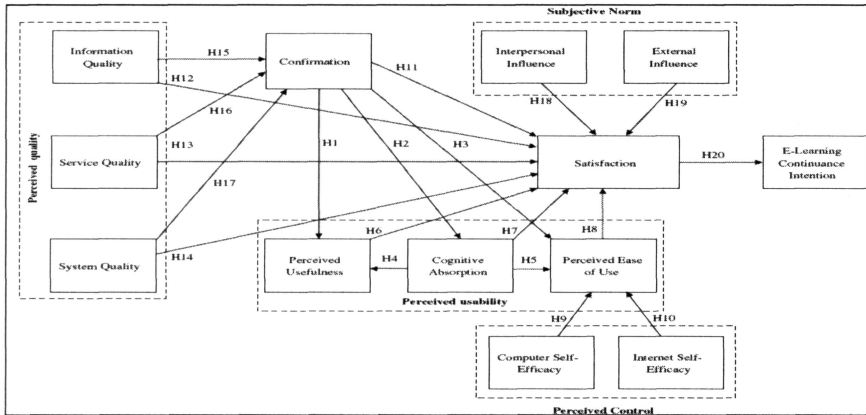 Subjective Norm
Information
Quality
H15
Confirmation
H11
Interpersonal
Influence
External
Influence
H12
H16
H18
H19
Perceived quality
Service Quality
H13
H1
H2
H3
Satisfaction
H20
E-Learning
Continuance
Intention
H17
System Quality
H14
H6
H7
H8
Perceived
Usefulness
H4
Cognitive
Absorption
H5
Perceived Ease
of Use
Perceived usability
H9
H10
Computer Self-
Efficacy
Internet Self-
Efficacy
Perceived Control